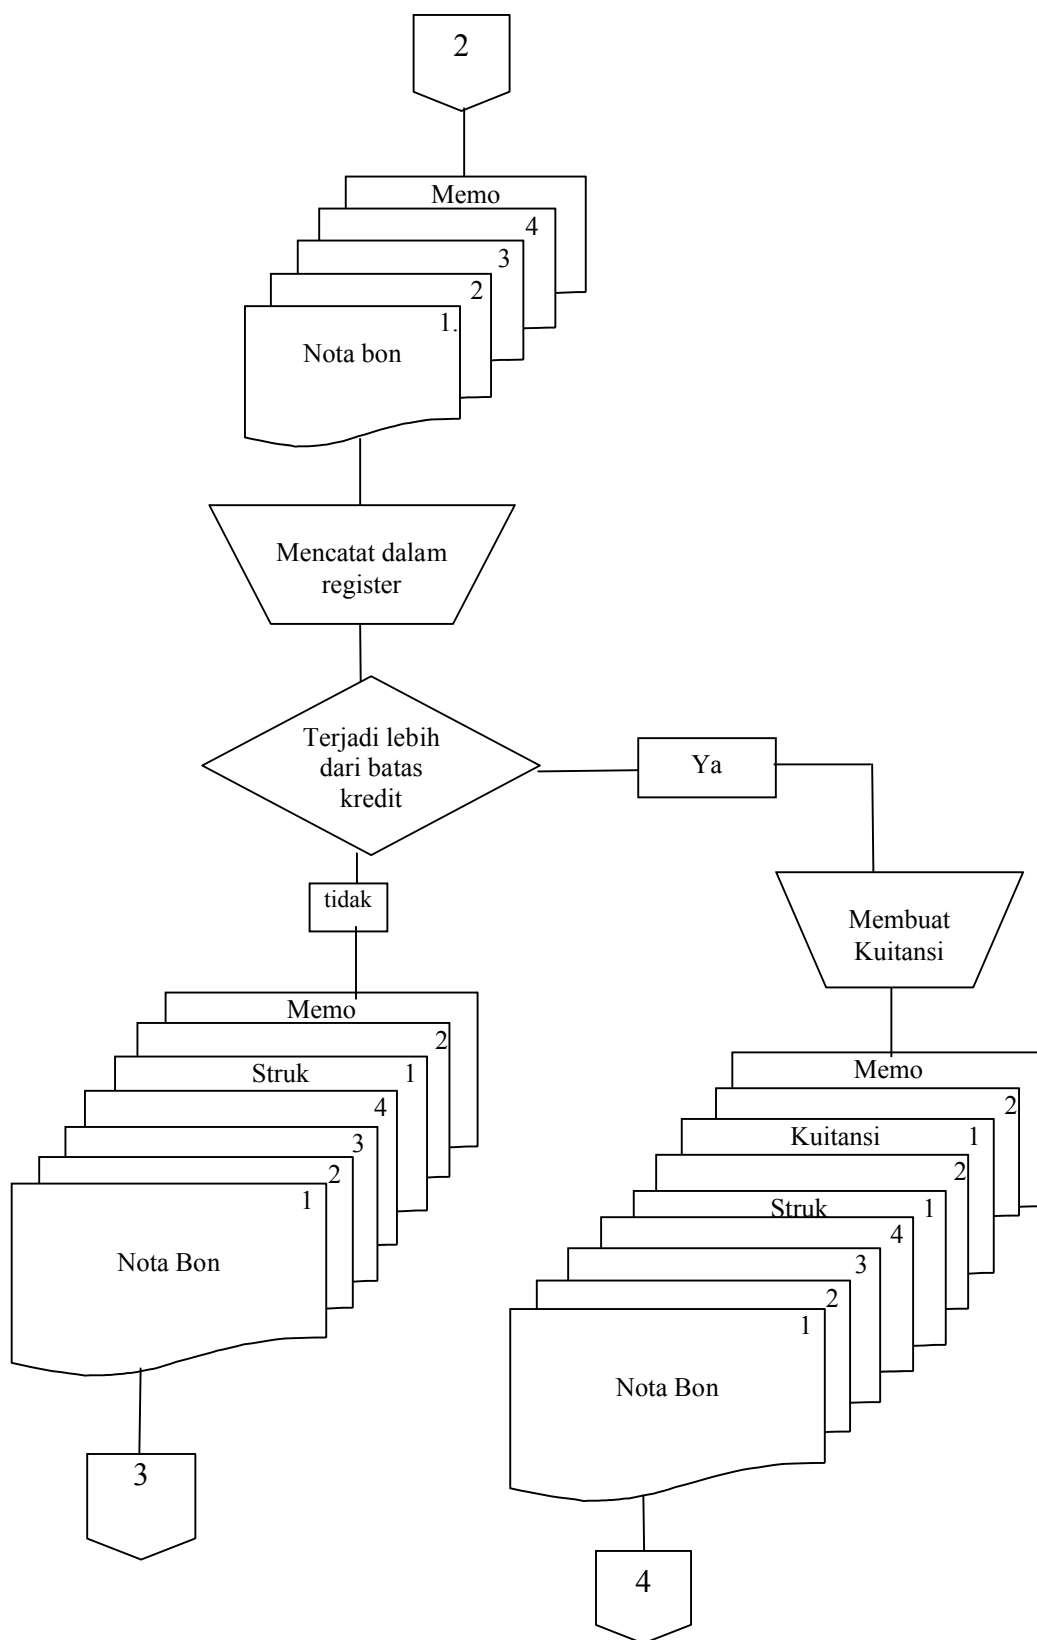 2
Memo
4
3
2
1.
Nota bon
Mencatat dalam
register
Terjadi lebih
dari batas
kredit
Ya
tidak
Membuat
Kuitansi
Memo
2
Struk 1
4
3
2
1
Nota Bon
3
Memo
2
Kuitansi 1
2
Struk 1
4
3
2
1
Nota Bon
4